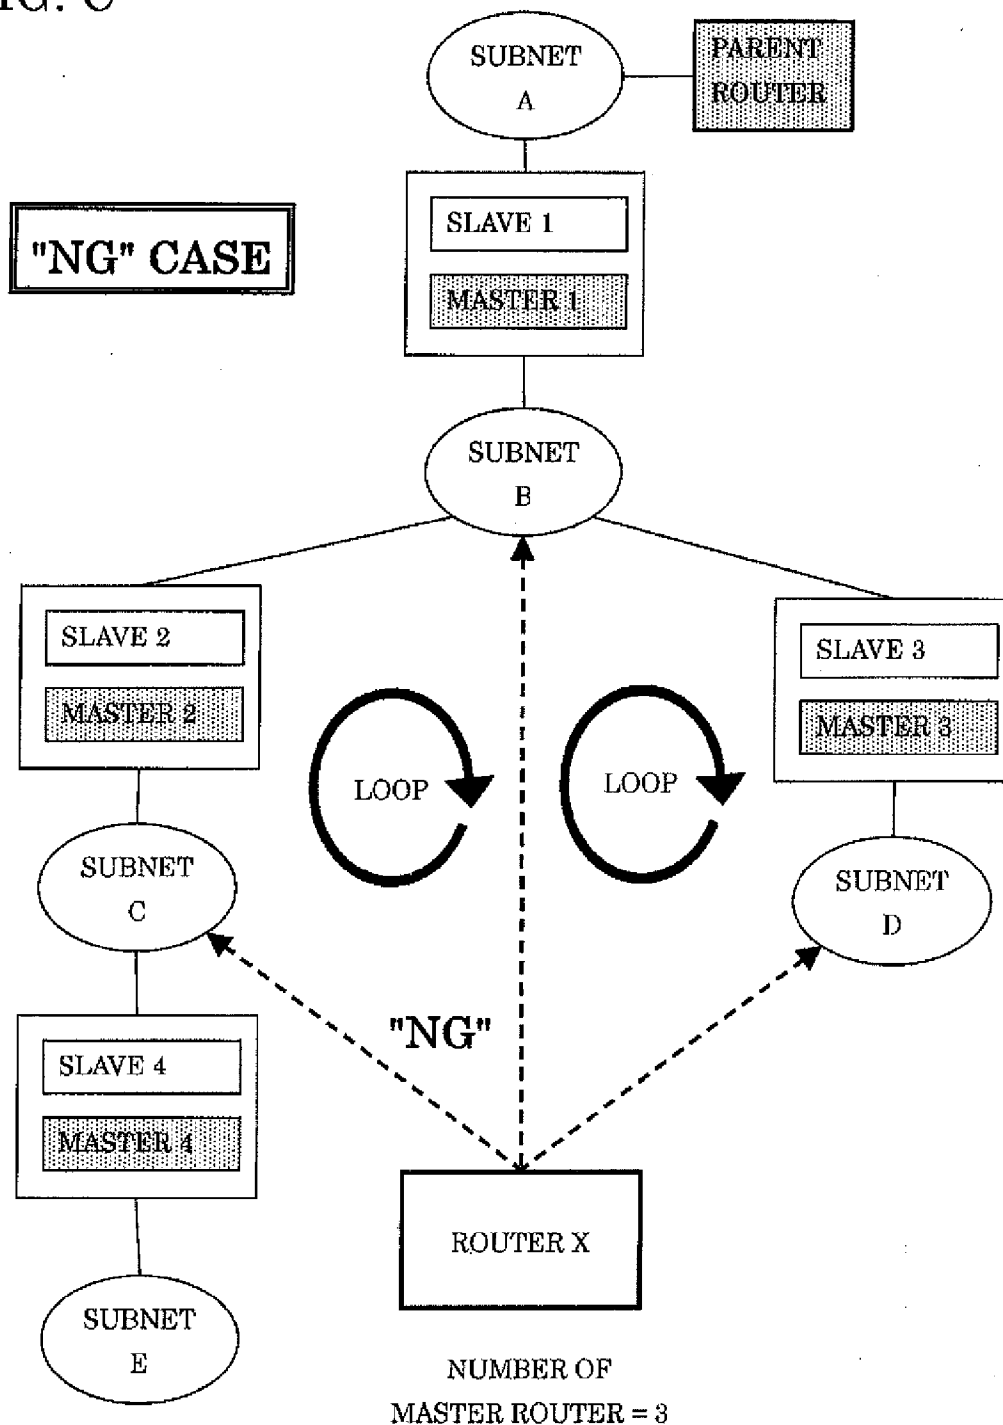 SUBNET
A
PARENT
ROUTER
SLAVE 1
MASTER 1
"NG" CASE
SUBNET
B
SLAVE 2
MASTER 2
SLAVE 3
MASTER 3
LOOP
LOOP
SUBNET
C
SUBNET
D
"NG"
SLAVE 4
MASTER 4
ROUTER X
SUBNET
E
NUMBER OF
MASTER ROUTER = 3